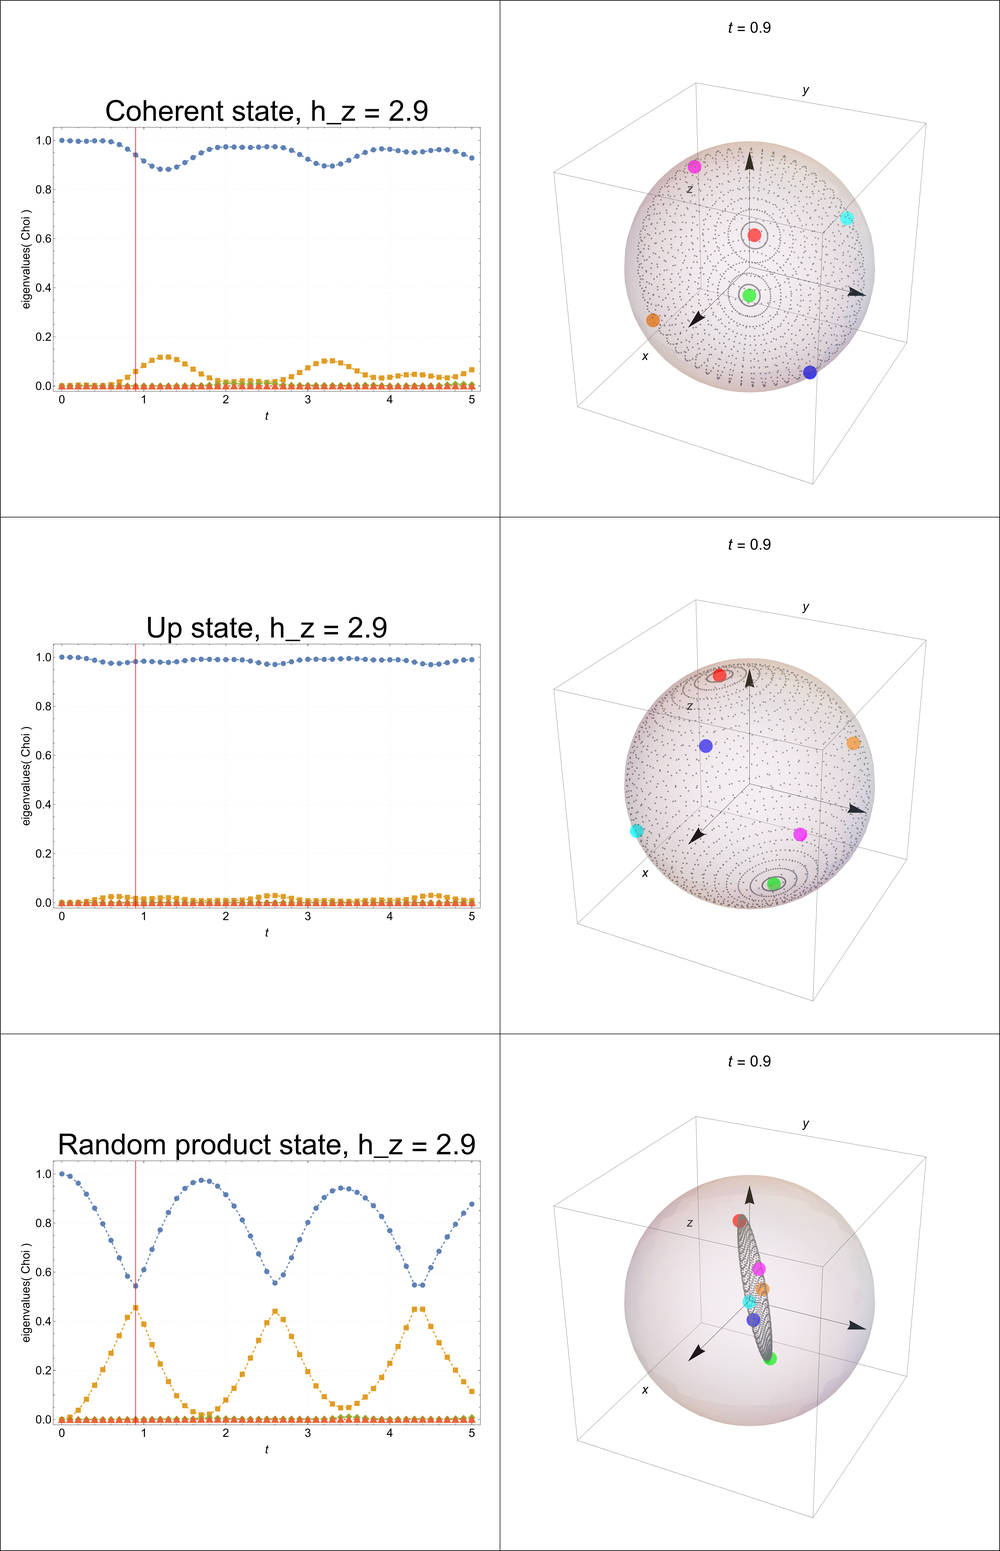 Coherent state, h_z = 2.9
eigenvalues( Choi )
1.0
0.8
0.6
0.4
0.2
0.0
0 1 2 3 4 5
t
t = 0.9
y
z
x
Up state, h_z = 2.9
eigenvalues( Choi )
1.0
0.8
0.6
0.4
0.2
0.0
0 1 2 3 4 5
t
t = 0.9
y
z
x
Random product state, h_z = 2.9
eigenvalues( Choi )
1.0
0.8
0.6
0.4
0.2
0.0
0 1 2 3 4 5
t
t = 0.9
y
z
x